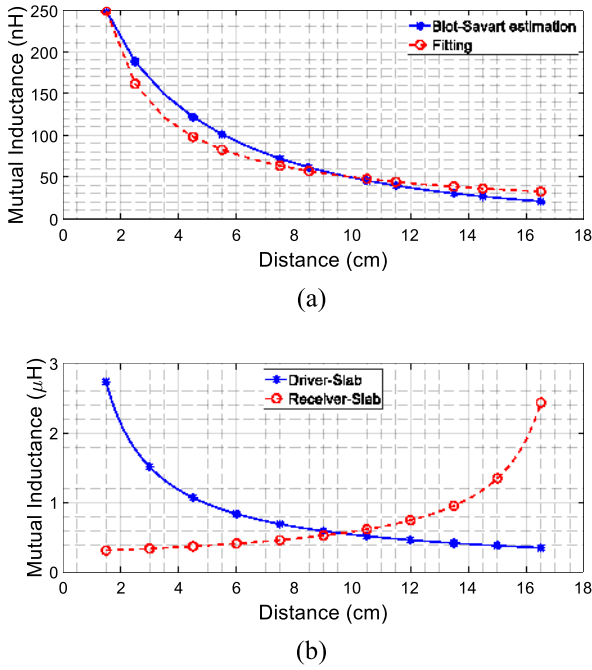 250
200
150
100
50
0
Mutual Inductance (nH)
Biot-Savart estimation
Fitting
0 2 4 6 8 10 12 14 16 18
Distance (cm)
(a)
3
2
1
0
Mutual Inductance (μH)
Driver-Slab
Receiver-Slab
0 2 4 6 8 10 12 14 16 18
Distance (cm)
(b)